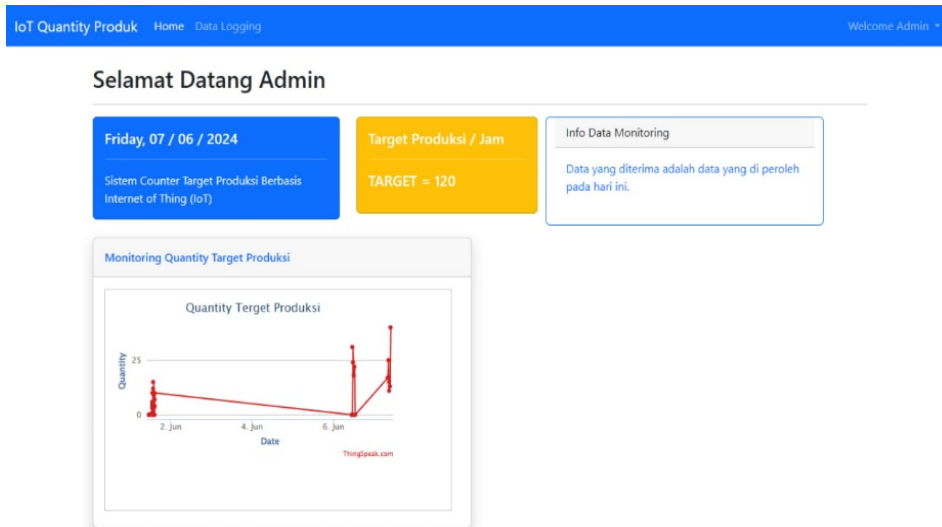 IoT Quantity Produk Home Data Logging Welcome Admin
Selamat Datang Admin
Friday, 07 / 06 / 2024
Sistem Counter Target Produksi Berbasis
Internet of Thing (IoT)
Target Produksi / Jam
TARGET = 120
Info Data Monitoring
Data yang diterima adalah data yang di peroleh
pada hari ini.
Monitoring Quantity Target Produksi
Quantity Terget Produksi
Quantity
25
0
2. Jun 4. Jun 6. Jun
Date
ThingSpeak.com